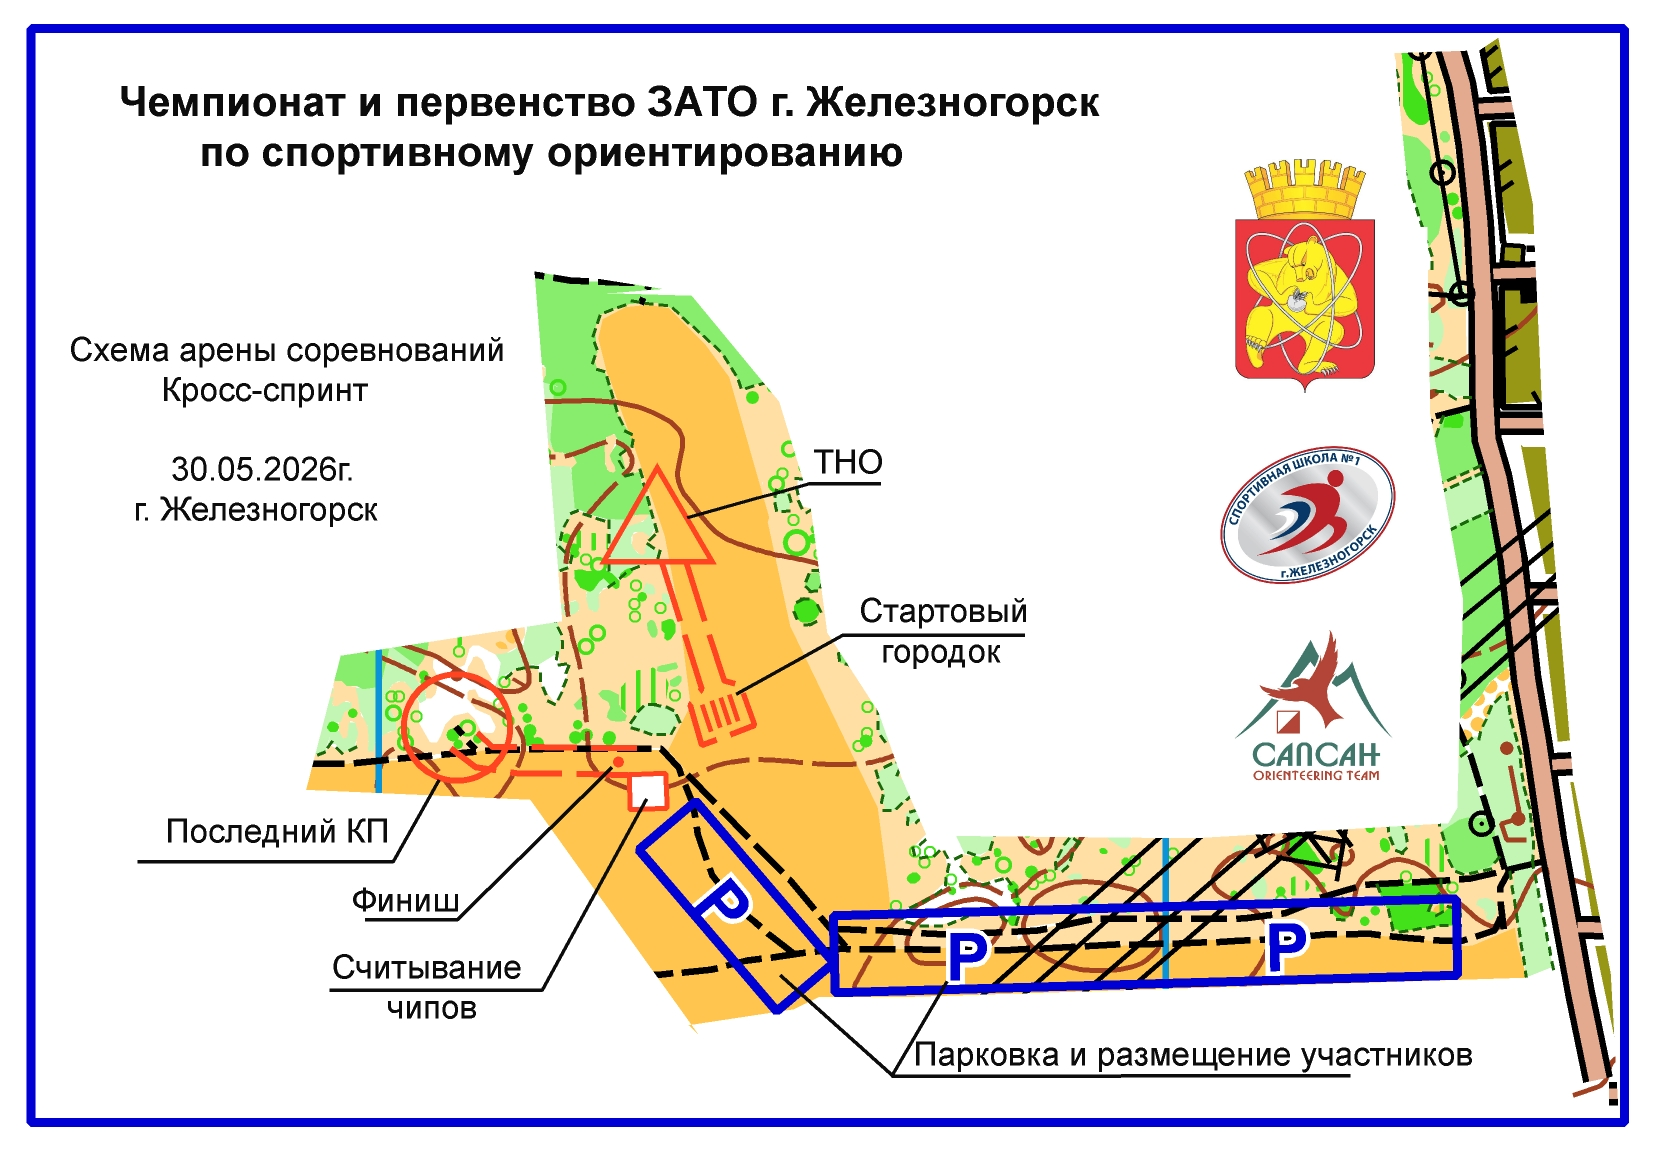 Чемпионат и первенство ЗАТО г. Железногорск
по спортивному ориентированию
Схема арены соревнований
Кросс-спринт
30.05.2026г.
г. Железногорск
ТНО
СПОРТИВНАЯ ШКОЛА №1
г.ЖЕЛЕЗНОГОРСК
Стартовый
городок
САПСАН
ORIENTEERING TEAM
Последний КП
Финиш
Считывание
чипов
P
P
P
Парковка и размещение участников